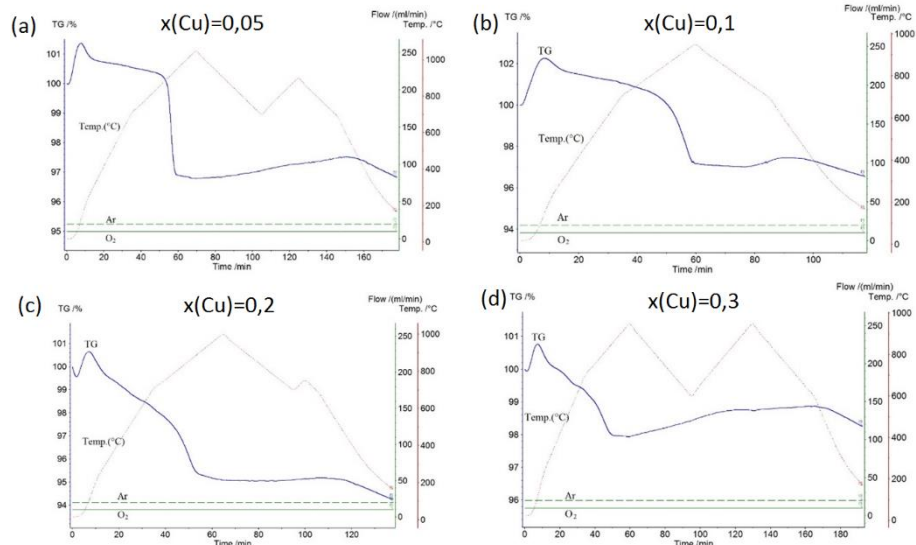 (a)
x(Cu)=0,05
TG /%
Flow /(ml/min)
Temp. /°C
101
100
99
98
97
96
95
250
200
150
100
50
0
1000
800
600
400
200
0
Temp.(°C)
Ar
O₂
0 20 40 60 80 100 120 140 160
Time /min
(b)
x(Cu)=0,1
TG /%
Flow /(ml/min)
Temp. /°C
TG
102
100
98
96
94
250
200
150
100
50
0
1000
800
600
400
200
0
Temp.(°C)
Ar
O₂
0 20 40 60 80 100
Time /min
(c)
x(Cu)=0,2
TG /%
Flow /(ml/min)
Temp. /°C
TG
101
100
99
98
97
96
95
94
250
200
150
100
50
0
1000
800
600
400
200
0
Temp.(°C)
Ar
O₂
0 20 40 60 80 100 120
Time /min
(d)
x(Cu)=0,3
TG /%
Flow /(ml/min)
Temp. /°C
TG
101
100
99
98
97
96
250
200
150
100
50
0
1000
800
600
400
200
0
Temp.(°C)
Ar
O₂
0 20 40 60 80 100 120 140 160 180
Time /min